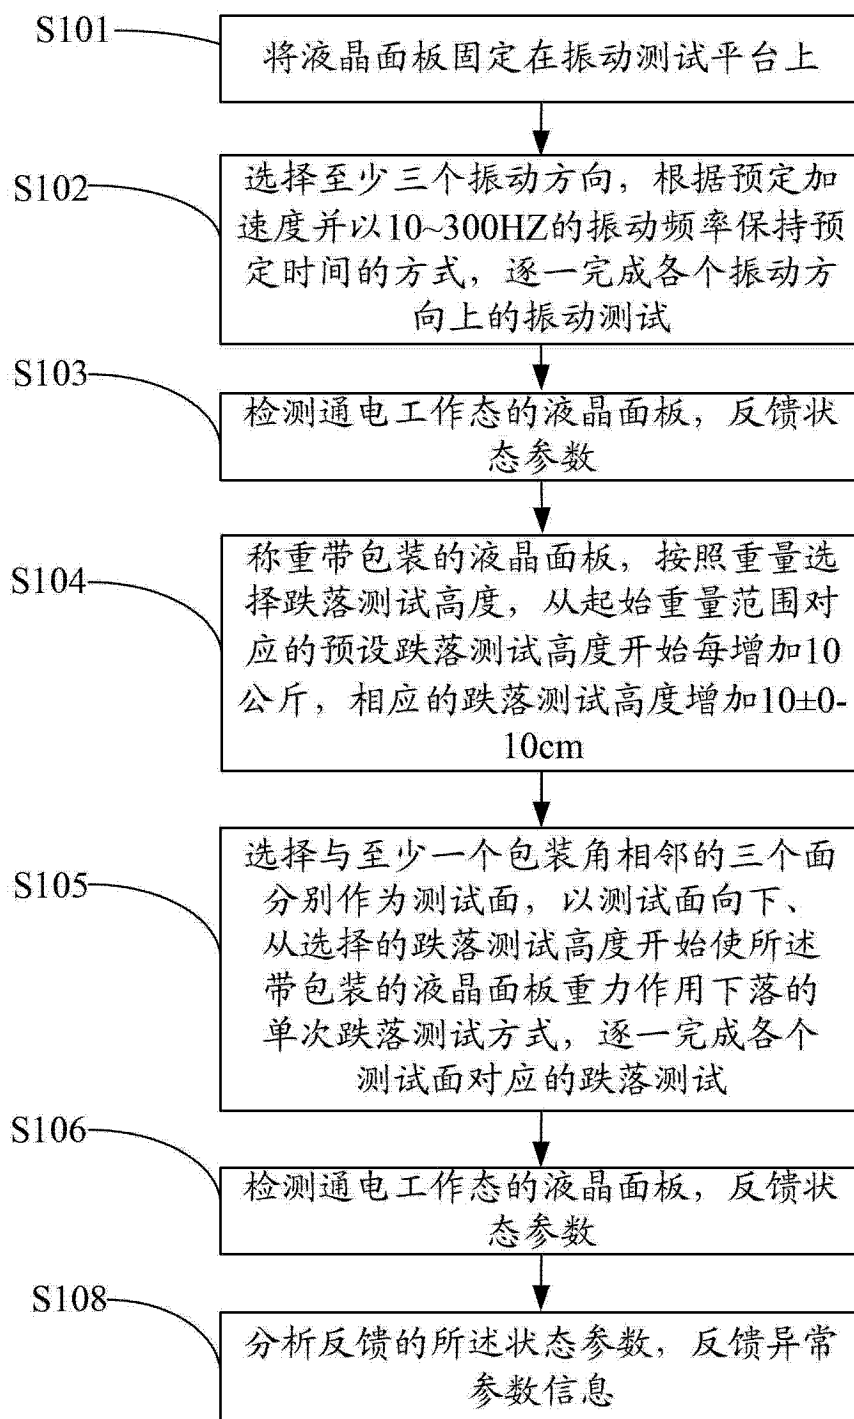 S101
将液晶面板固定在振动测试平台上
S102
选择至少三个振动方向，根据预定加
速度并以10~300HZ的振动频率保持预
定时间的方式，逐一完成各个振动方
向上的振动测试
S103
检测通电工作态的液晶面板，反馈状
态参数
S104
称重带包装的液晶面板，按照重量选
择跌落测试高度，从起始重量范围对
应的预设跌落测试高度开始每增加10
公斤，相应的跌落测试高度增加10±0-
10cm
S105
选择与至少一个包装角相邻的三个面
分别作为测试面，以测试面向下、
从选择的跌落测试高度开始使所述
带包装的液晶面板重力作用下落的
单次跌落测试方式，逐一完成各个
测试面对应的跌落测试
S106
检测通电工作态的液晶面板，反馈状
态参数
S108
分析反馈的所述状态参数，反馈异常
参数信息